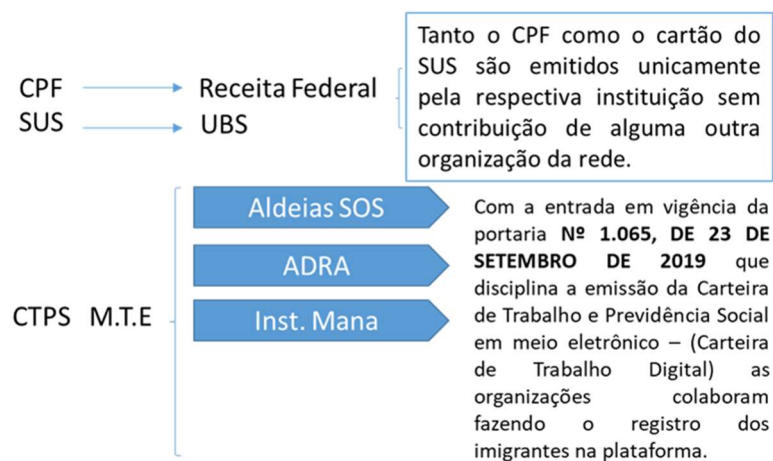 CPF
SUS
Receita Federal
UBS
Tanto o CPF como o cartão do
SUS são emitidos unicamente
pela respectiva instituição sem
contribuição de alguma outra
organização da rede.
CTPS M.T.E
Aldeias SOS
ADRA
Inst. Mana
Com a entrada em vigência da
portaria Nº 1.065, DE 23 DE
SETEMBRO DE 2019 que
disciplina a emissão da Carteira
de Trabalho e Previdência Social
em meio eletrônico – (Carteira
de Trabalho Digital) as
organizações colaboram
fazendo o registro dos
imigrantes na plataforma.